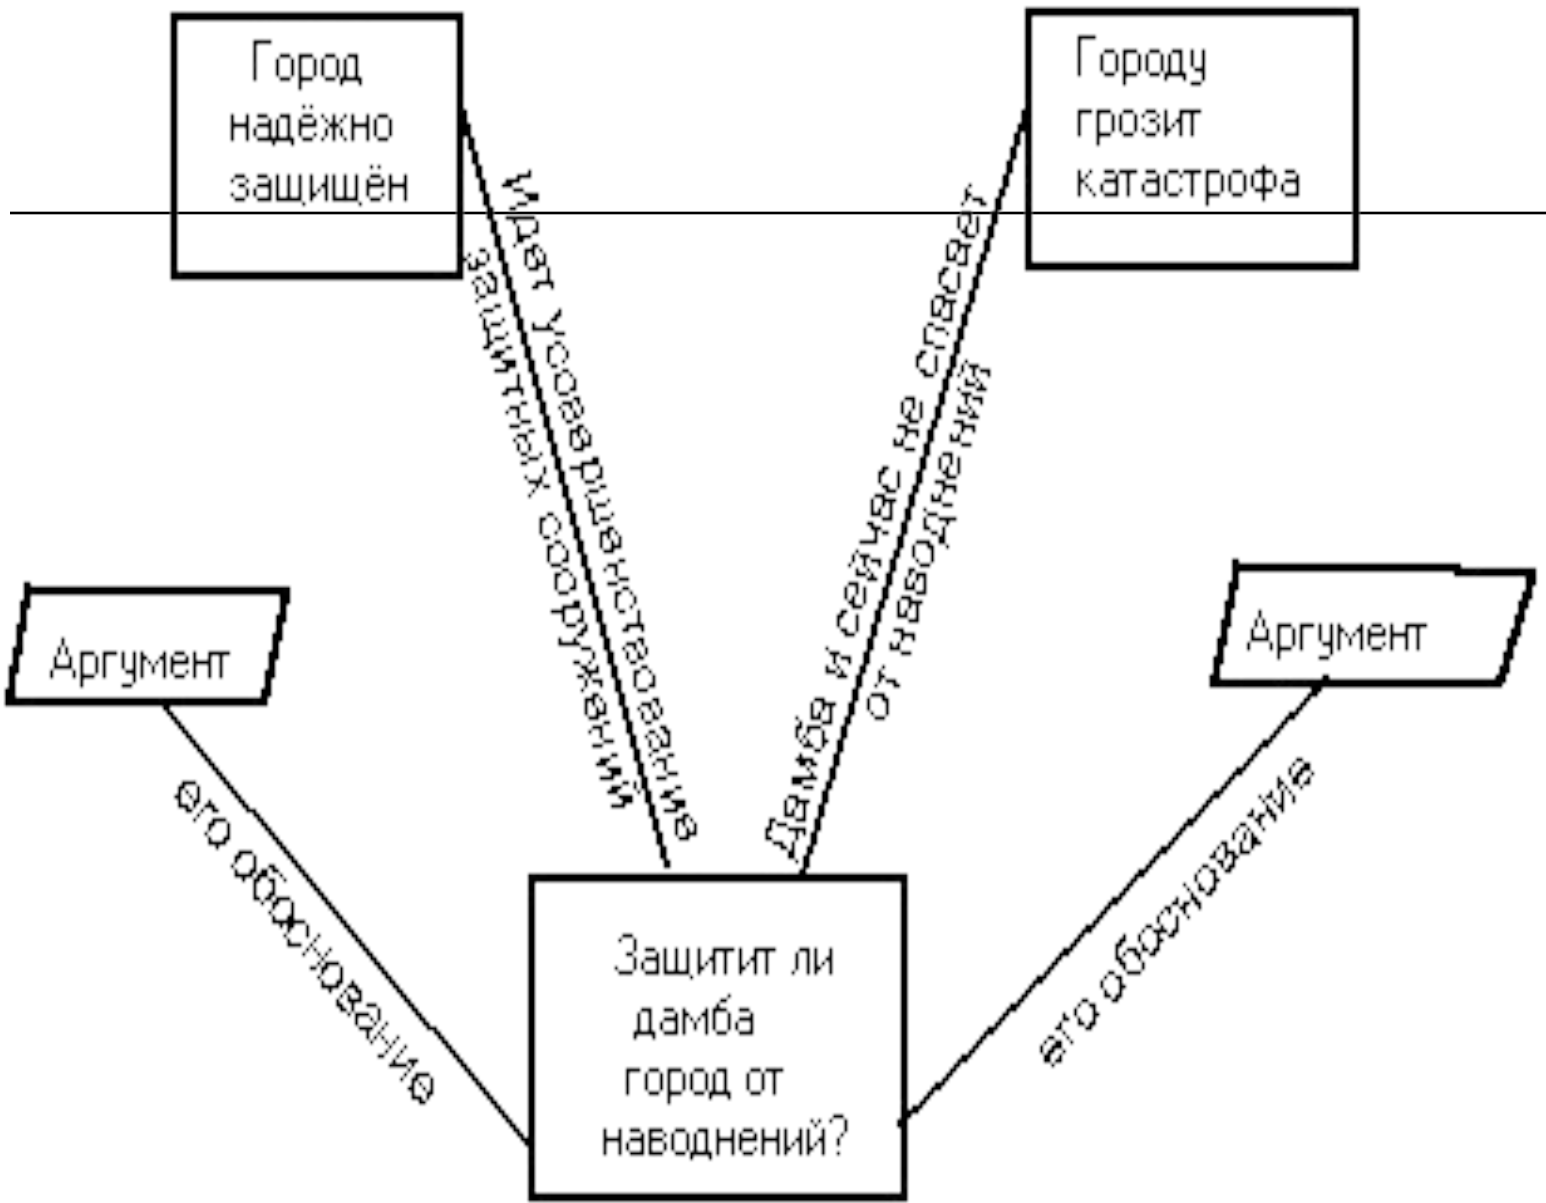 Город
надёжно
защищён
Городу
грозит
катастрофа
Идет усовершенствование
защитных сооружений
Дамба и сейчас не спасает
от наводнений
Аргумент
Аргумент
его обоснование
его обоснование
Защитит ли
дамба
город от
наводнений?